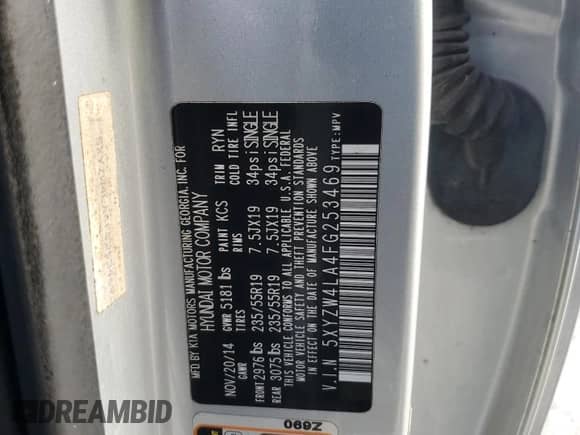 MFD BY KIA MOTORS MANUFACTURING GEORGIA, INC. FOR
HYUNDAI MOTOR COMPANY
NOV/20/14 GVWR 5181 lbs PAINT KCS TRIM RYN
GAWR TIRES RIMS COLD TIRE INFL
FRONT 2976 lbs 235/55R19 7.5JX19 34psi SINGLE
REAR 3075 lbs 235/55R19 7.5JX19 34psi SINGLE
THIS VEHICLE CONFORMS TO ALL APPLICABLE U.S.A. FEDERAL
MOTOR VEHICLE SAFETY AND THEFT PREVENTION STANDARDS
IN EFFECT ON THE DATE OF MANUFACTURE SHOWN ABOVE
V.I.N 5XYZW4LA4FG253469 TYPE:MPV
Z690
DREAMBID